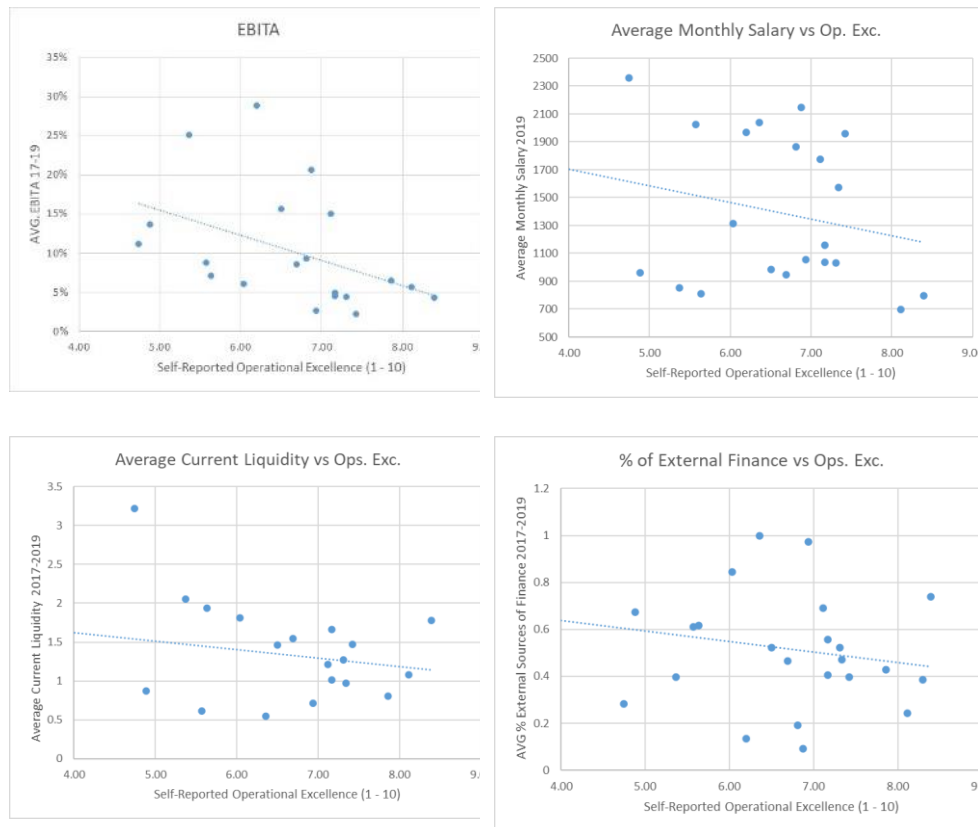 EBITA
35%
30%
25%
20%
15%
10%
5%
0%
AVG.EBITA 17-19
4.00 5.00 6.00 7.00 8.00 9.
Self-Reported Operational Excellence (1 - 10)
Average Monthly Salary vs Op. Exc.
2500
2300
2100
1900
1700
1500
1300
1100
900
700
500
Average Monthly Salary 2019
4.00 5.00 6.00 7.00 8.00 9.0
Self-Reported Operational Excellence (1 - 10)
Average Current Liquidity vs Ops. Exc.
3.5
3
2.5
2
1.5
1
0.5
0
Average Current Liquidity 2017-2019
4.00 5.00 6.00 7.00 8.00 9.
Self-Reported Operational Excellence (1 - 10)
% of External Finance vs Ops. Exc.
1.2
1
0.8
0.6
0.4
0.2
0
AVG % External Sources of Finance 2017-2019
4.00 5.00 6.00 7.00 8.00 9
Self-Reported Operational Excellence (1 - 10)